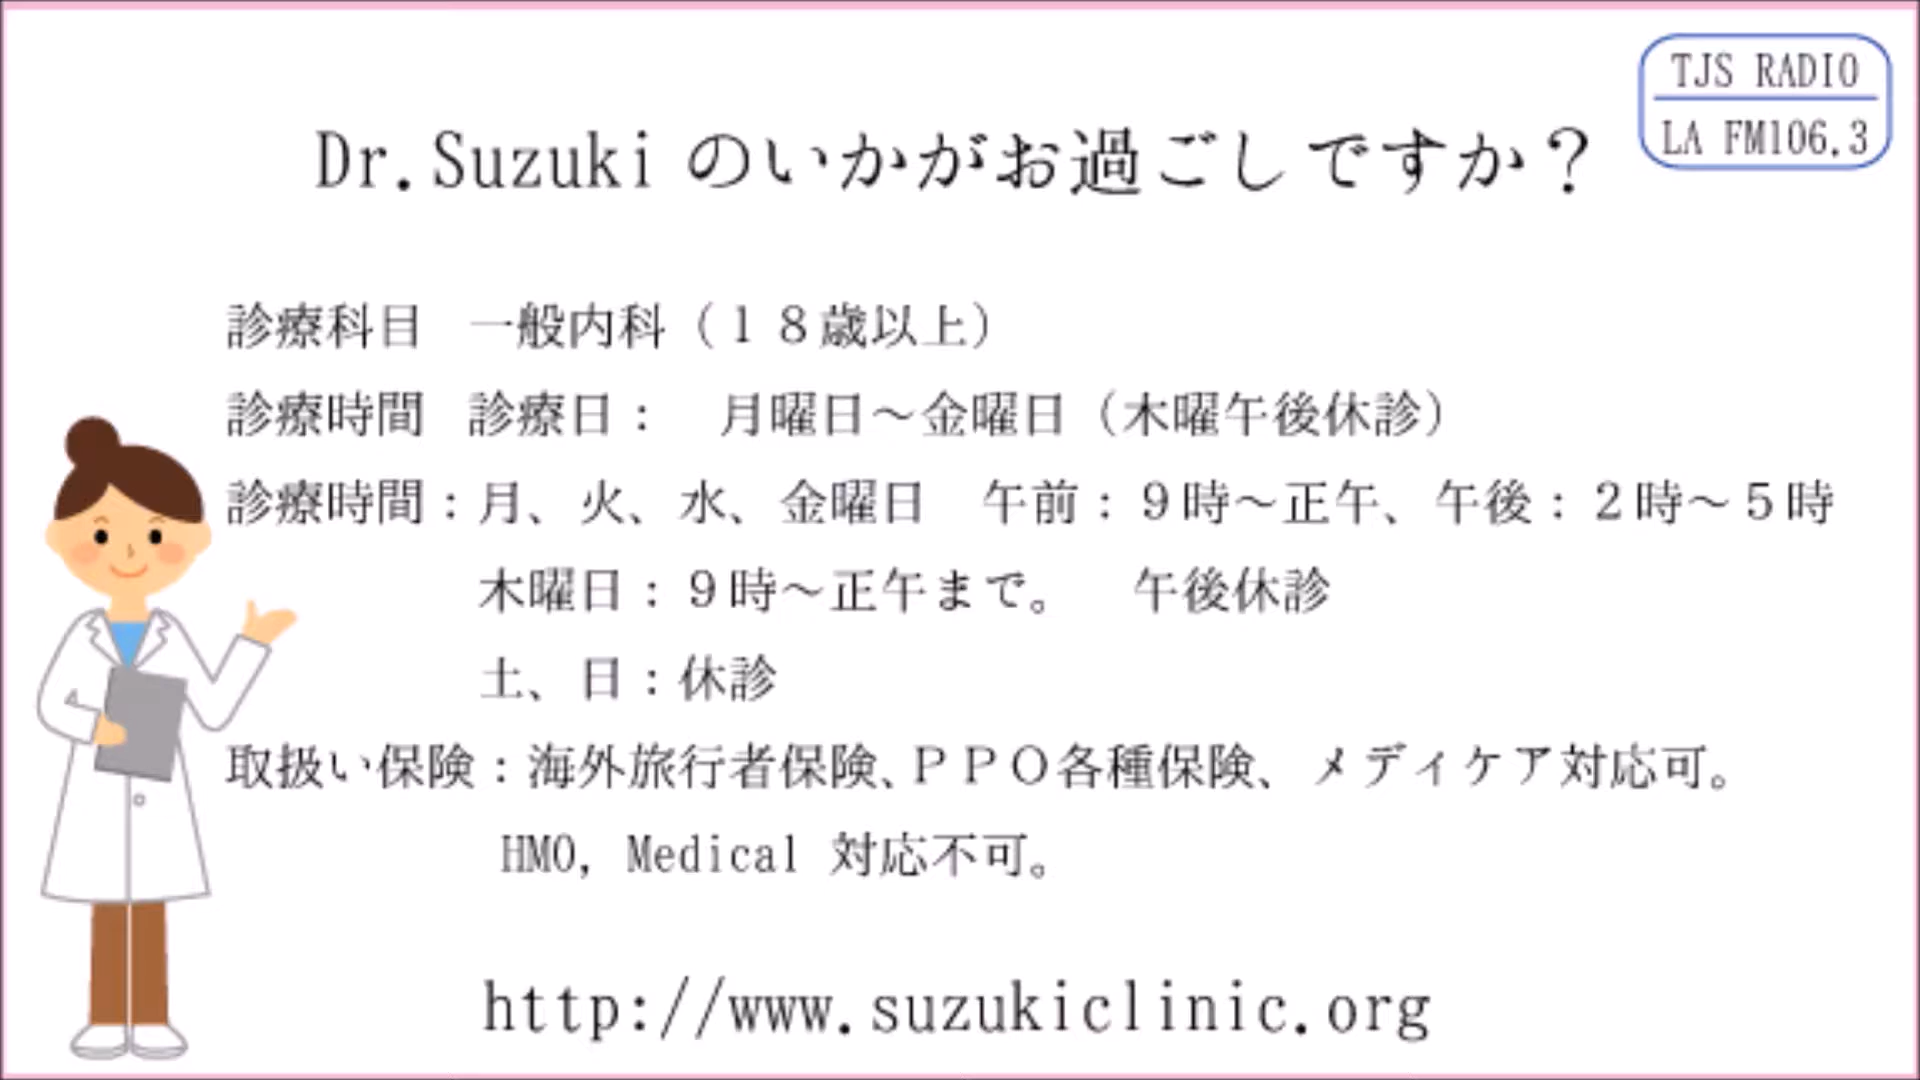 TJS RADIO
LA FM106.3
Dr.Suzuki のいかがお過ごしですか？
診療科目　一般内科（１８歳以上）
診療時間　診療日：　月曜日～金曜日（木曜午後休診）
診療時間：月、火、水、金曜日　午前：９時～正午、午後：２時～５時
木曜日：９時～正午まで。　午後休診
土、日：休診
取扱い保険：海外旅行者保険、ＰＰＯ各種保険、メディケア対応可。
HMO, Medical 対応不可。
http://www.suzukiclinic.org